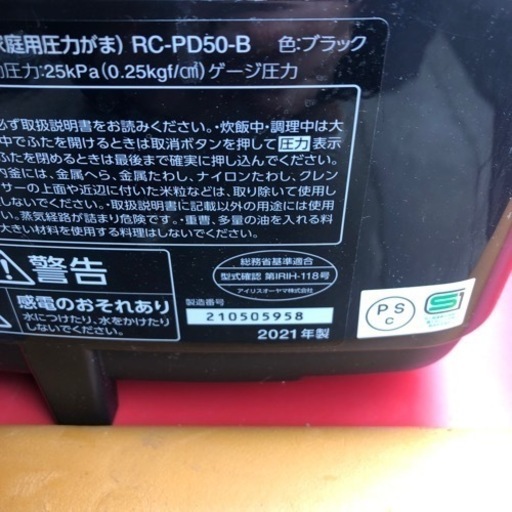 家庭用圧力がま) RC-PD50-B 色:ブラック
圧力:25kPa(0.25kgf/㎠)ゲージ圧力
必ず取扱説明書をお読みください。・炊飯中・調理中は大
中でふたを開けるときは取消ボタンを押して圧力表示
ふたを閉めるときは最後まで確実に押し込んでください。
内釜には、金属へら、金属たわし、ナイロンたわし、クレン
サーの上面や近辺に付いた米粒などは、取り除いて使用し
しないでください。・取扱説明書に記載以外の用途には使用
い。蒸気経路が詰まり危険です。・重曹、多量の油を入れる料
大きい材料を使用する料理はしないでください。
警告
感電のおそれあり
水につけたり、水をかけたり
しないでください。
総務省基準適合
型式確認 第IRIH-118号
アイリスオーヤマ株式会社
製造番号
210505958
2021年製
PS
C
S1